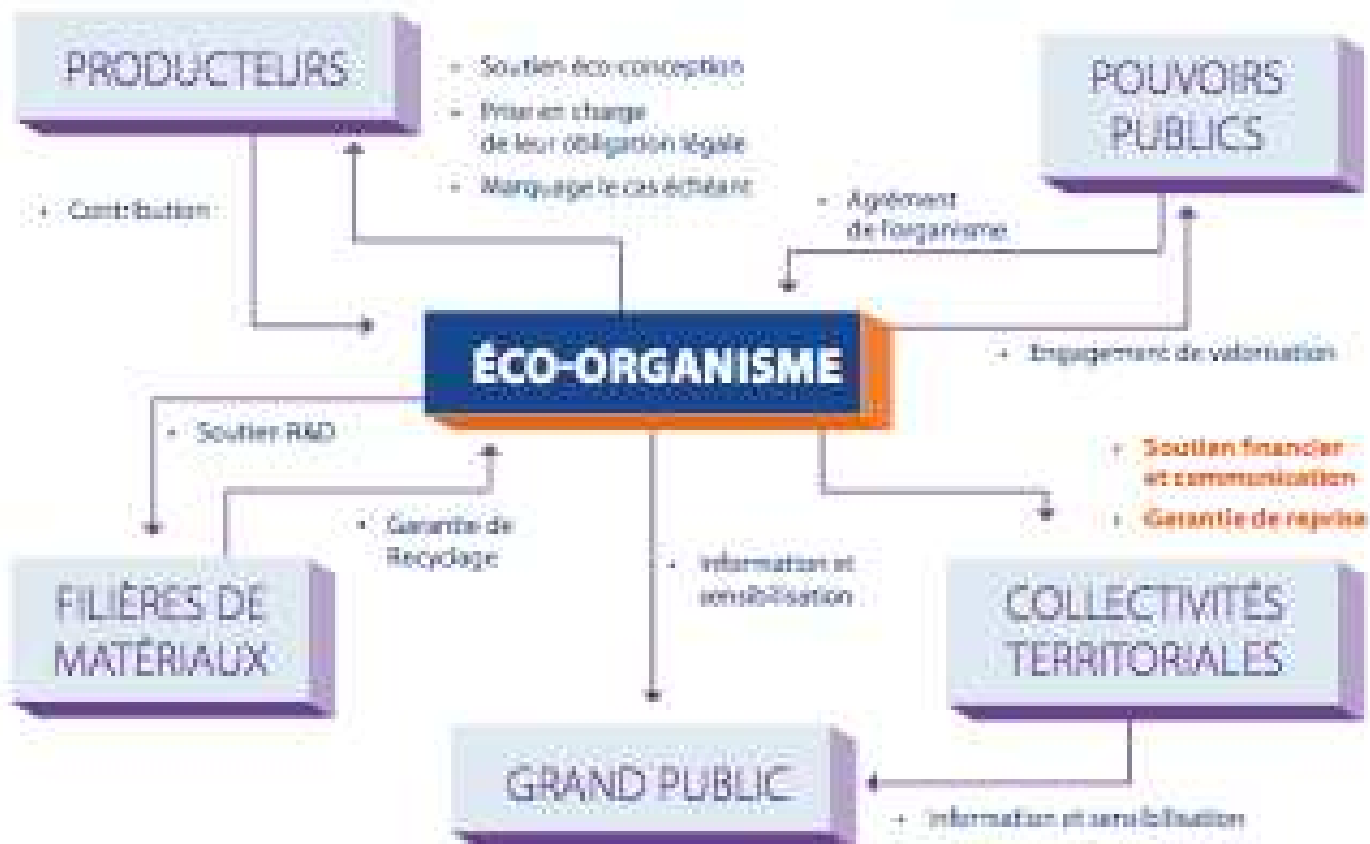 PRODUCTEURS
• Soutien éco-conception
• Prise en charge
de leur obligation légale
• Marquage le cas échéant
POUVOIRS
PUBLICS
• Contribution
• Agrément
de l'organisme
ÉCO-ORGANISME
• Engagement de valorisation
• Soutien R&D
• Soutien financier
et communication
• Garantie de reprise
• Garantie de
Recyclage
• Information et
sensibilisation
FILIÈRES DE
MATÉRIAUX
COLLECTIVITÉS
TERRITORIALES
GRAND PUBLIC
• Information et sensibilisation